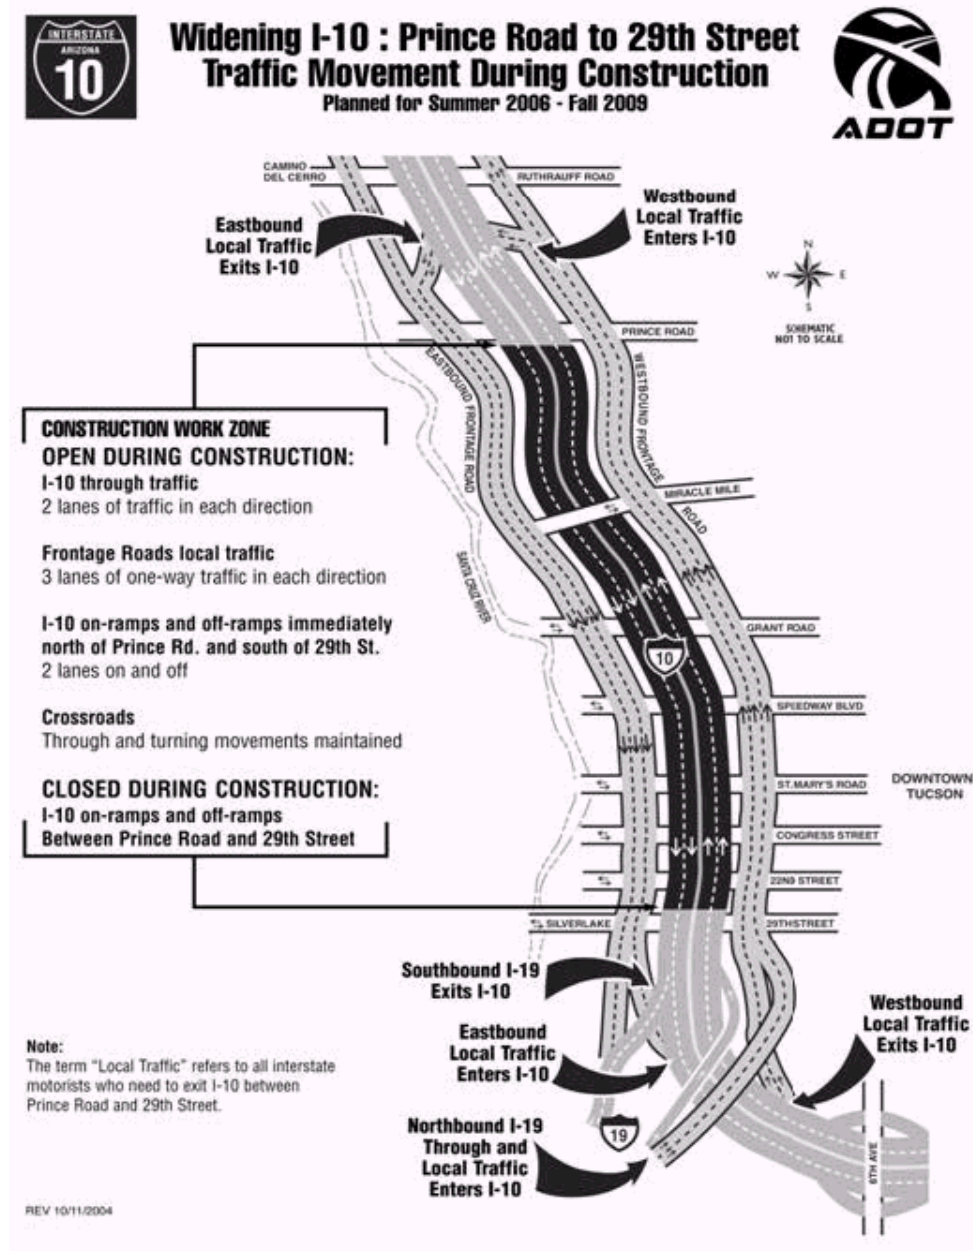 INTERSTATE
ARIZONA
10
Widening I-10 : Prince Road to 29th Street
Traffic Movement During Construction
Planned for Summer 2006 - Fall 2009
ADOT
CAMINO
DEL CERRO
RUTHRAUFF ROAD
Westbound
Local Traffic
Enters I-10
Eastbound
Local Traffic
Exits I-10
N
W
E
S
SCHEMATIC
NOT TO SCALE
PRINCE ROAD
EASTBOUND FRONTAGE ROAD
WESTBOUND FRONTAGE
ROAD
CONSTRUCTION WORK ZONE
OPEN DURING CONSTRUCTION:
I-10 through traffic
2 lanes of traffic in each direction
Frontage Roads local traffic
3 lanes of one-way traffic in each direction
I-10 on-ramps and off-ramps immediately
north of Prince Rd. and south of 29th St.
2 lanes on and off
Crossroads
Through and turning movements maintained
CLOSED DURING CONSTRUCTION:
I-10 on-ramps and off-ramps
Between Prince Road and 29th Street
MIRACLE MILE
SANTA CRUZ RIVER
GRANT ROAD
10
SPEEDWAY BLVD
ST.MARY'S ROAD
DOWNTOWN
TUCSON
CONGRESS STREET
22ND STREET
SILVERLAKE
29THSTREET
Southbound I-19
Exits I-10
Eastbound
Local Traffic
Enters I-10
Westbound
Local Traffic
Exits I-10
Northbound I-19
Through and
Local Traffic
Enters I-10
19
6TH AVE
Note:
The term “Local Traffic” refers to all interstate
motorists who need to exit I-10 between
Prince Road and 29th Street.
REV 10/11/2004